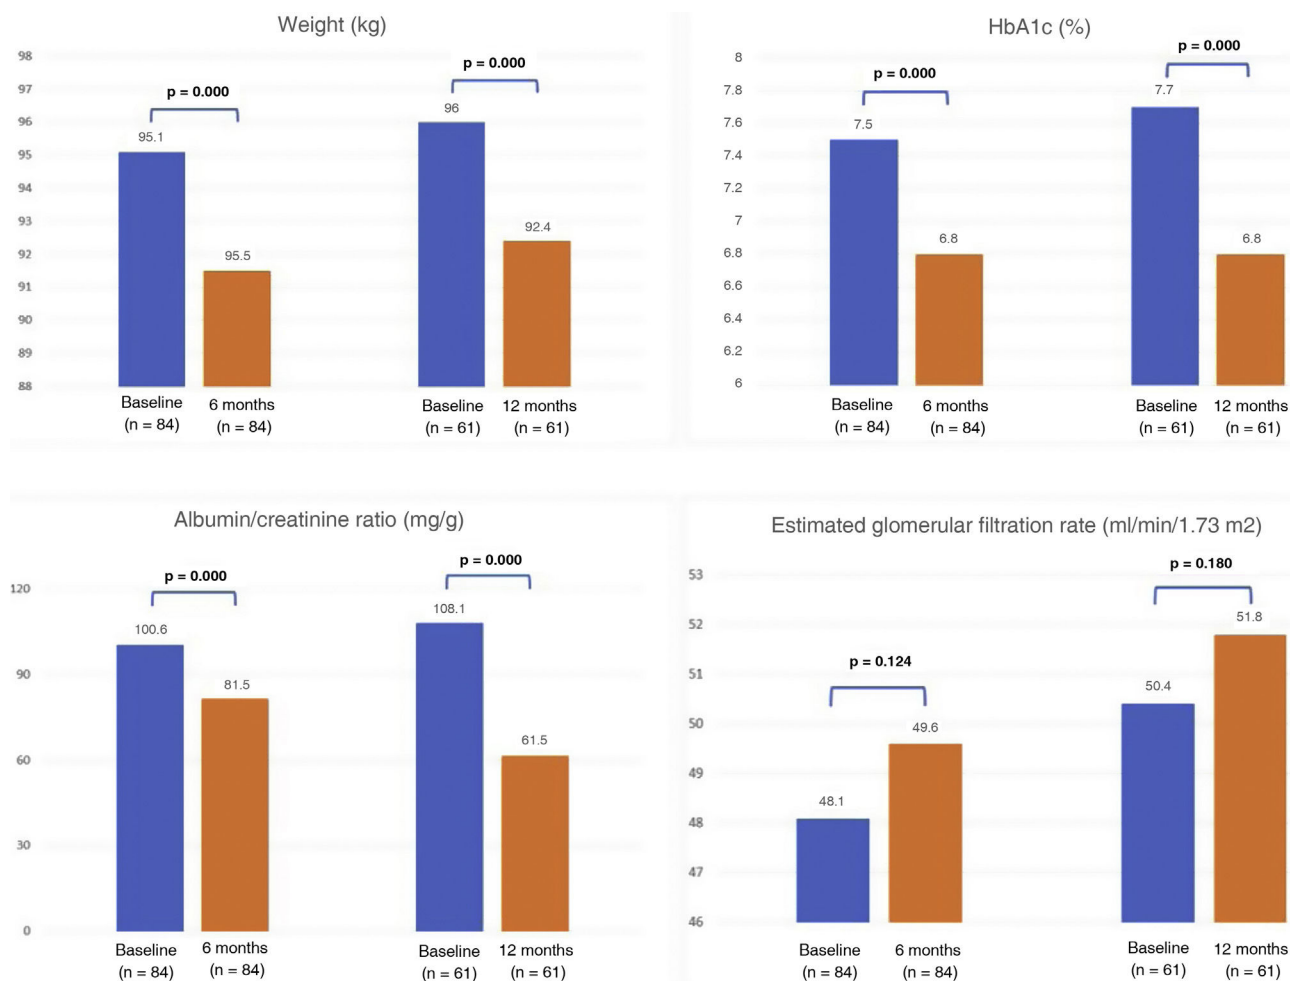 Weight (kg)
98
97
96
95
94
93
92
91
90
89
88
p = 0.000
95.1
95.5
p = 0.000
96
92.4
Baseline
(n = 84)
6 months
(n = 84)
Baseline
(n = 61)
12 months
(n = 61)
HbA1c (%)
8
7.8
7.6
7.4
7.2
7
6.8
6.6
6.4
6.2
6
p = 0.000
7.5
6.8
p = 0.000
7.7
6.8
Baseline
(n = 84)
6 months
(n = 84)
Baseline
(n = 61)
12 months
(n = 61)
Albumin/creatinine ratio (mg/g)
120
90
60
30
0
p = 0.000
100.6
81.5
p = 0.000
108.1
61.5
Baseline
(n = 84)
6 months
(n = 84)
Baseline
(n = 61)
12 months
(n = 61)
Estimated glomerular filtration rate (ml/min/1.73 m2)
53
52
51
50
49
48
47
46
p = 0.124
48.1
49.6
p = 0.180
50.4
51.8
Baseline
(n = 84)
6 months
(n = 84)
Baseline
(n = 61)
12 months
(n = 61)